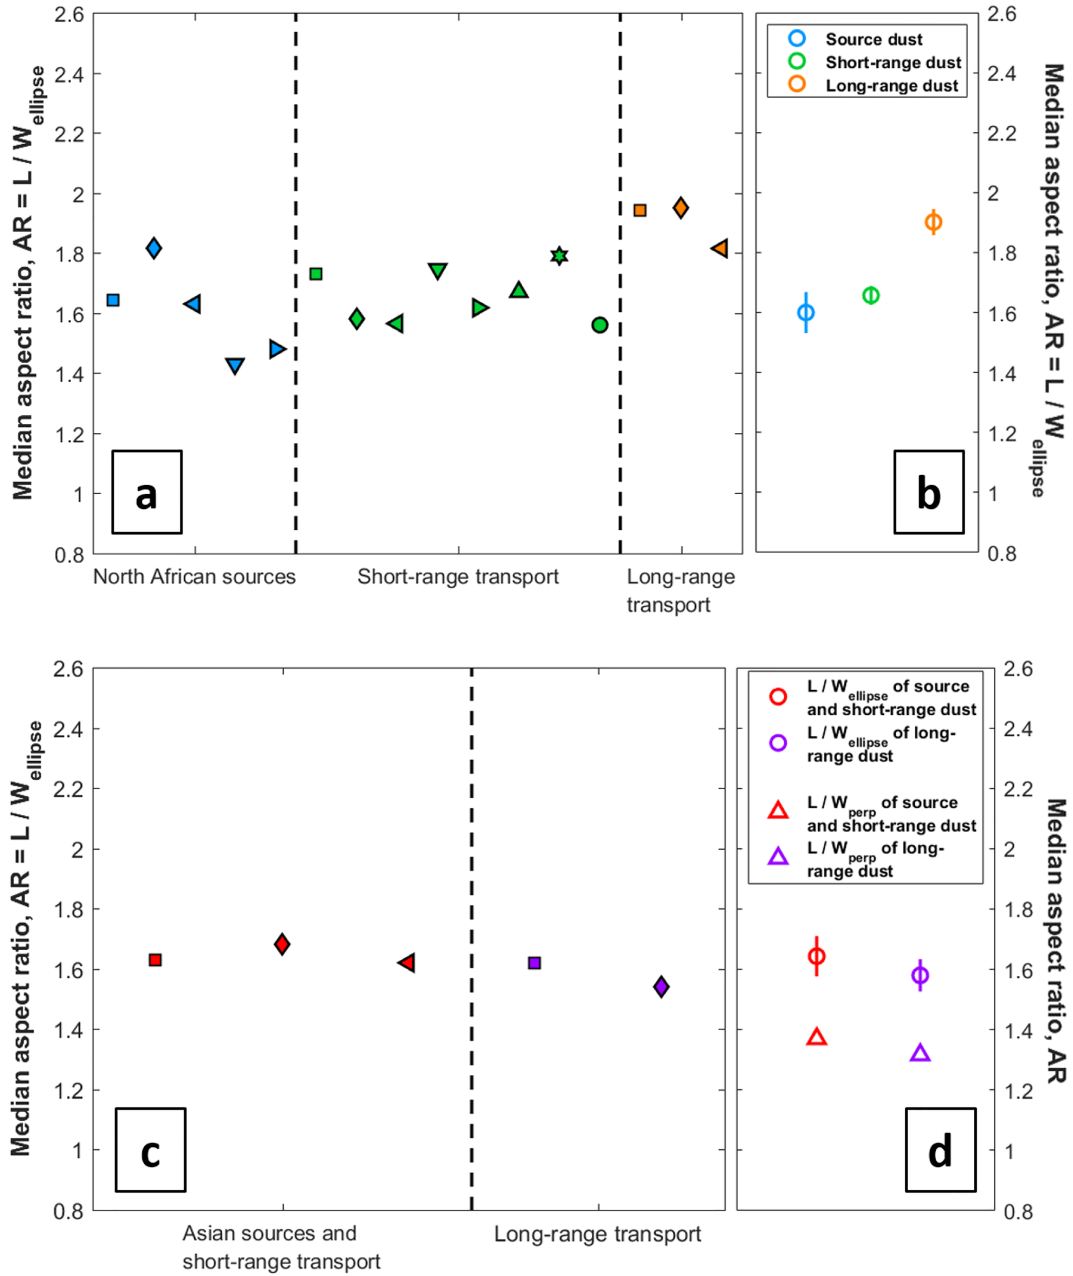 Median aspect ratio, AR = L / Wellipse
2.6
2.4
2.2
2
1.8
1.6
1.4
1.2
1
0.8
a
North African sources
Short-range transport
Long-range
transport
Source dust
Short-range dust
Long-range dust
b
2.6
2.4
2.2
2
1.8
1.6
1.4
1.2
1
0.8
Median aspect ratio, AR = L / Wellipse
Median aspect ratio, AR = L / Wellipse
2.6
2.4
2.2
2
1.8
1.6
1.4
1.2
1
0.8
c
Asian sources and
short-range transport
Long-range transport
L / Wellipse of source
and short-range dust
L / Wellipse of long-
range dust
L / Wperp of source
and short-range dust
L / Wperp of long-
range dust
d
2.6
2.4
2.2
2
1.8
1.6
1.4
1.2
1
0.8
Median aspect ratio, AR